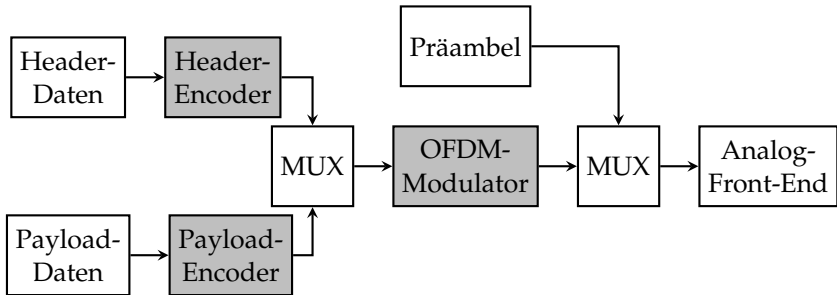 Header-
Daten
Header-
Encoder
Präambel
MUX
OFDM-
Modulator
MUX
Analog-
Front-End
Payload-
Daten
Payload-
Encoder